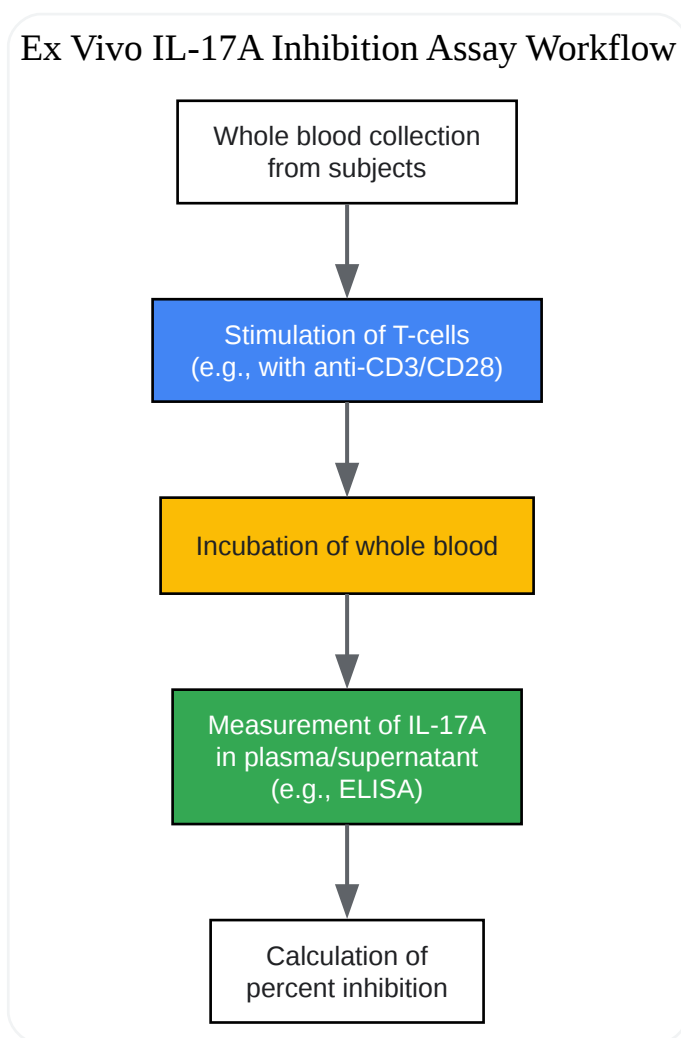 Ex Vivo IL-17A Inhibition Assay Workflow
Whole blood collection
from subjects
Stimulation of T-cells
(e.g., with anti-CD3/CD28)
Incubation of whole blood
Measurement of IL-17A
in plasma/supernatant
(e.g., ELISA)
Calculation of
percent inhibition